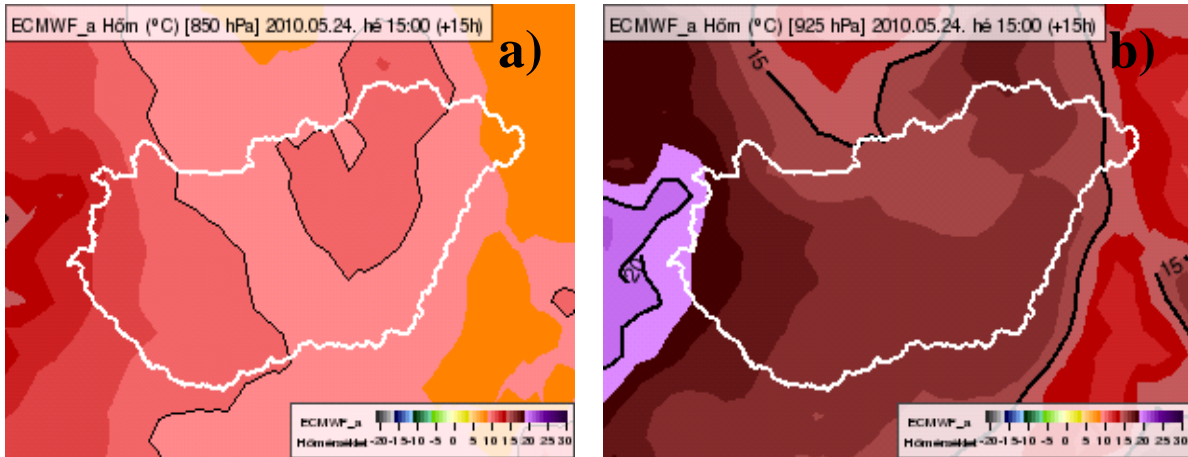 ECMWF_a Hőm (°C) [850 hPa] 2010.05.24. hé 15:00 (+15h)
a)
ECMWF_a
Hőmérséklet -20 -15 -10 -5 0 5 10 15 20 25 30
ECMWF_a Hőm (°C) [925 hPa] 2010.05.24. hé 15:00 (+15h)
b)
15
20
15
ECMWF_a
Hőmérséklet -20 -15 -10 -5 0 5 10 15 20 25 30